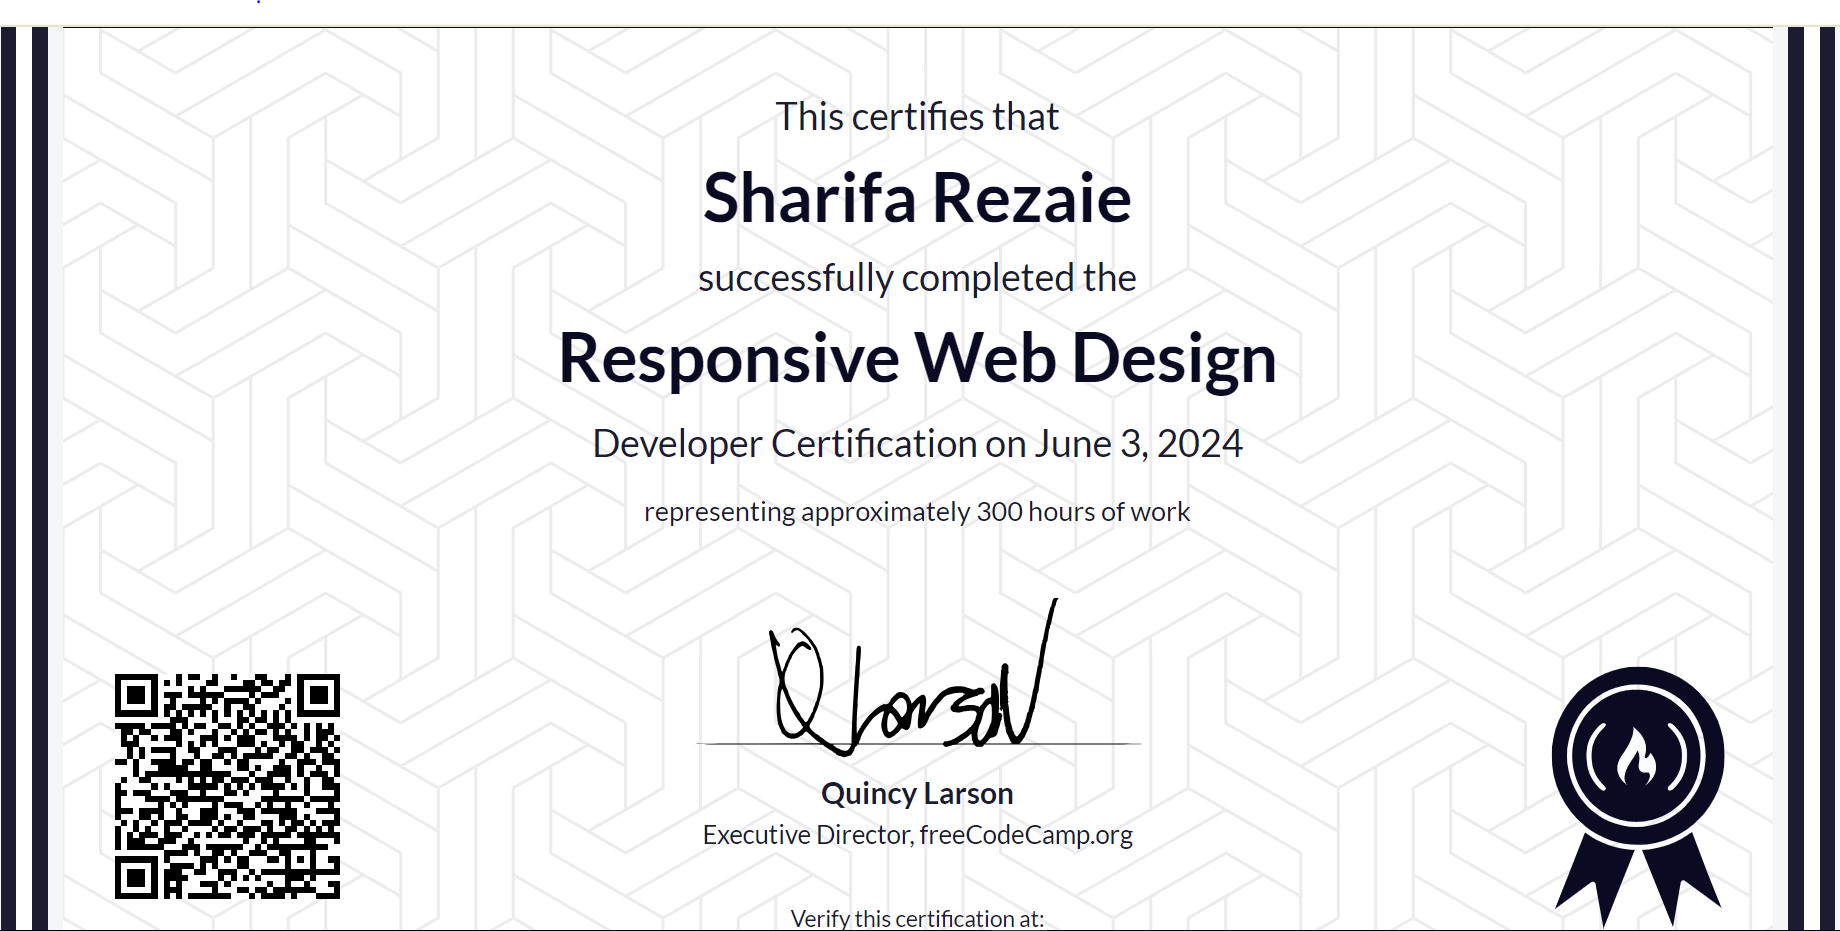 This certifies that
Sharifa Rezaie
successfully completed the
Responsive Web Design
Developer Certification on June 3, 2024
representing approximately 300 hours of work
Quincy Larson
Executive Director, freeCodeCamp.org
Verify this certification at: